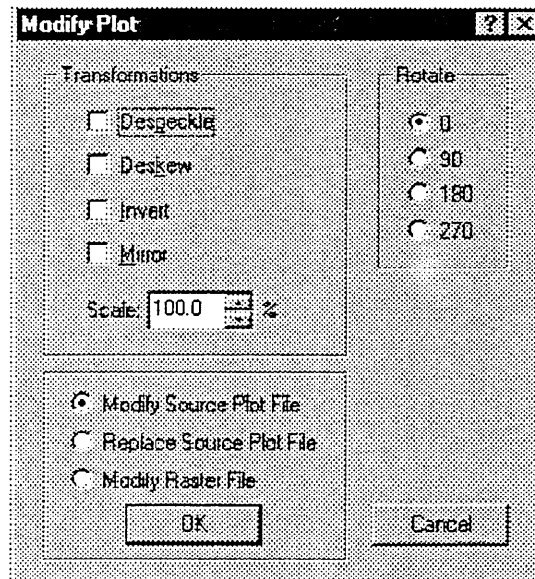 Modify Plot
Transformations
Despeckle
Deskew
Invert
Mirror
Scale: 100.0 %
Rotate
0
90
180
270
Modify Source Plot File
Replace Source Plot File
Modify Raster File
OK
Cancel